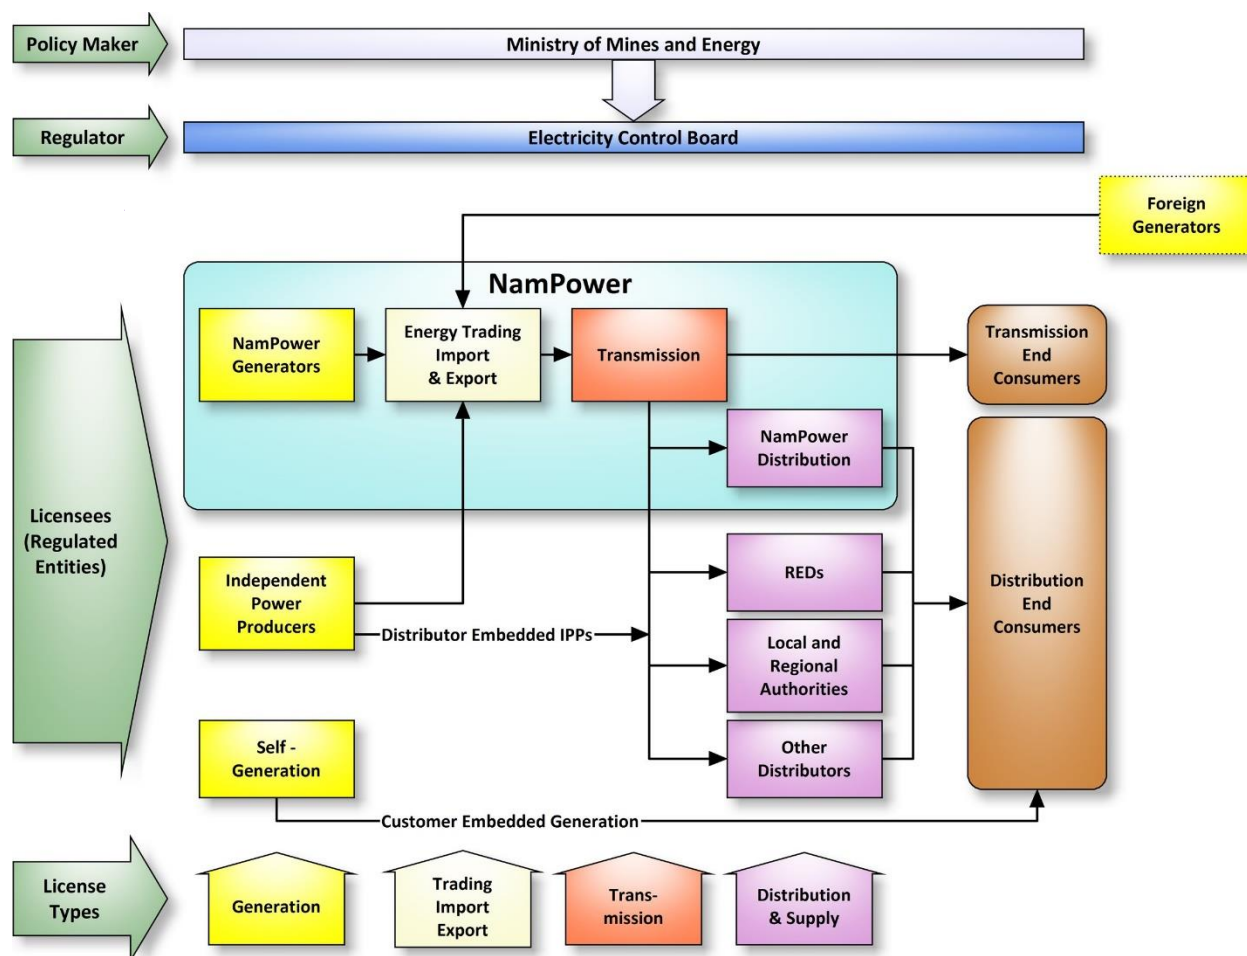 Policy Maker
Ministry of Mines and Energy
Regulator
Electricity Control Board
Foreign
Generators
NamPower
NamPower
Generators
Energy Trading
Import
& Export
Transmission
Transmission
End
Consumers
NamPower
Distribution
Licensees
(Regulated
Entities)
Independent
Power
Producers
Distributor Embedded IPPs
REDs
Local and
Regional
Authorities
Other
Distributors
Distribution
End
Consumers
Self -
Generation
Customer Embedded Generation
License
Types
Generation
Trading
Import
Export
Trans-
mission
Distribution
& Supply